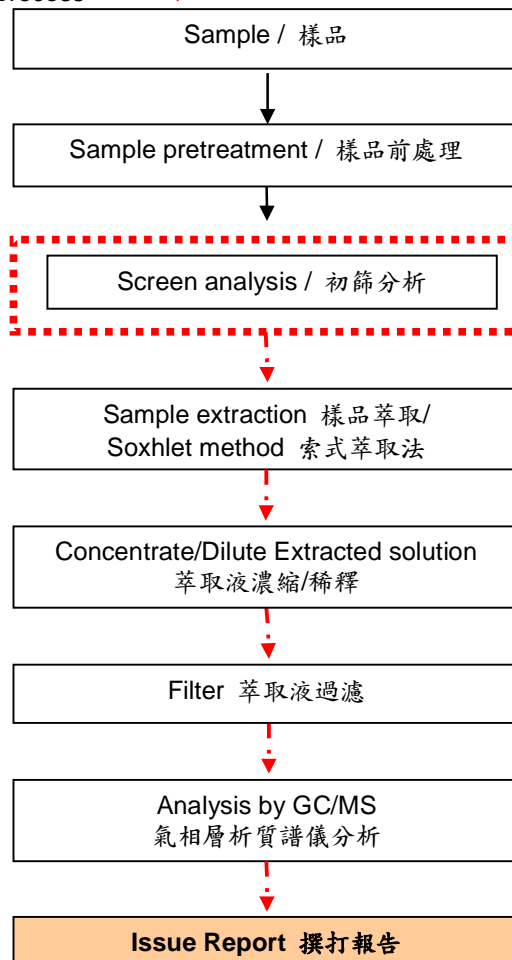 Sample / 樣品
Sample pretreatment / 樣品前處理
Screen analysis / 初篩分析
Sample extraction 樣品萃取/
Soxhlet method 索式萃取法
Concentrate/Dilute Extracted solution
萃取液濃縮/稀釋
Filter 萃取液過濾
Analysis by GC/MS
氣相層析質譜儀分析
Issue Report 撰打報告